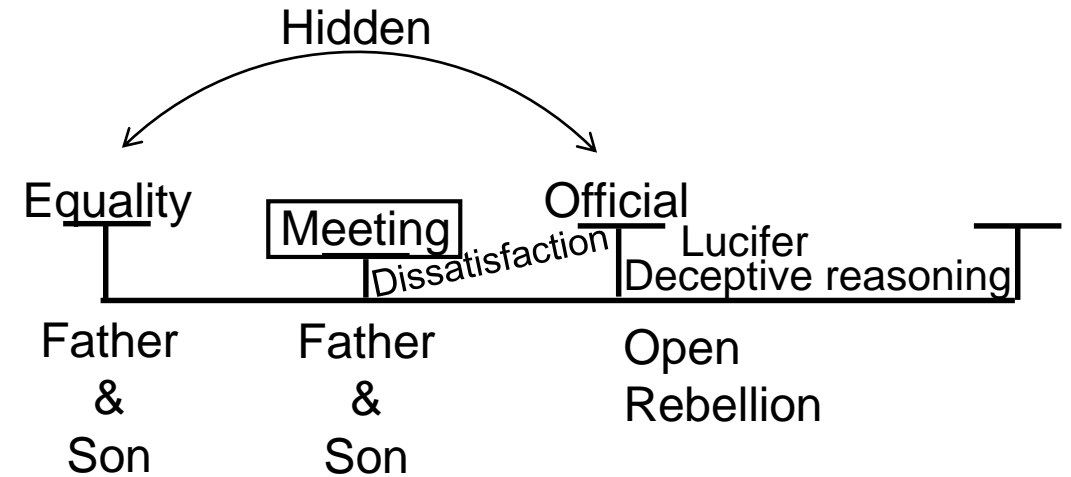 Hidden
Equality
Meeting
Dissatisfaction
Official
Lucifer
Deceptive reasoning
Father
&
Son
Father
&
Son
Open
Rebellion